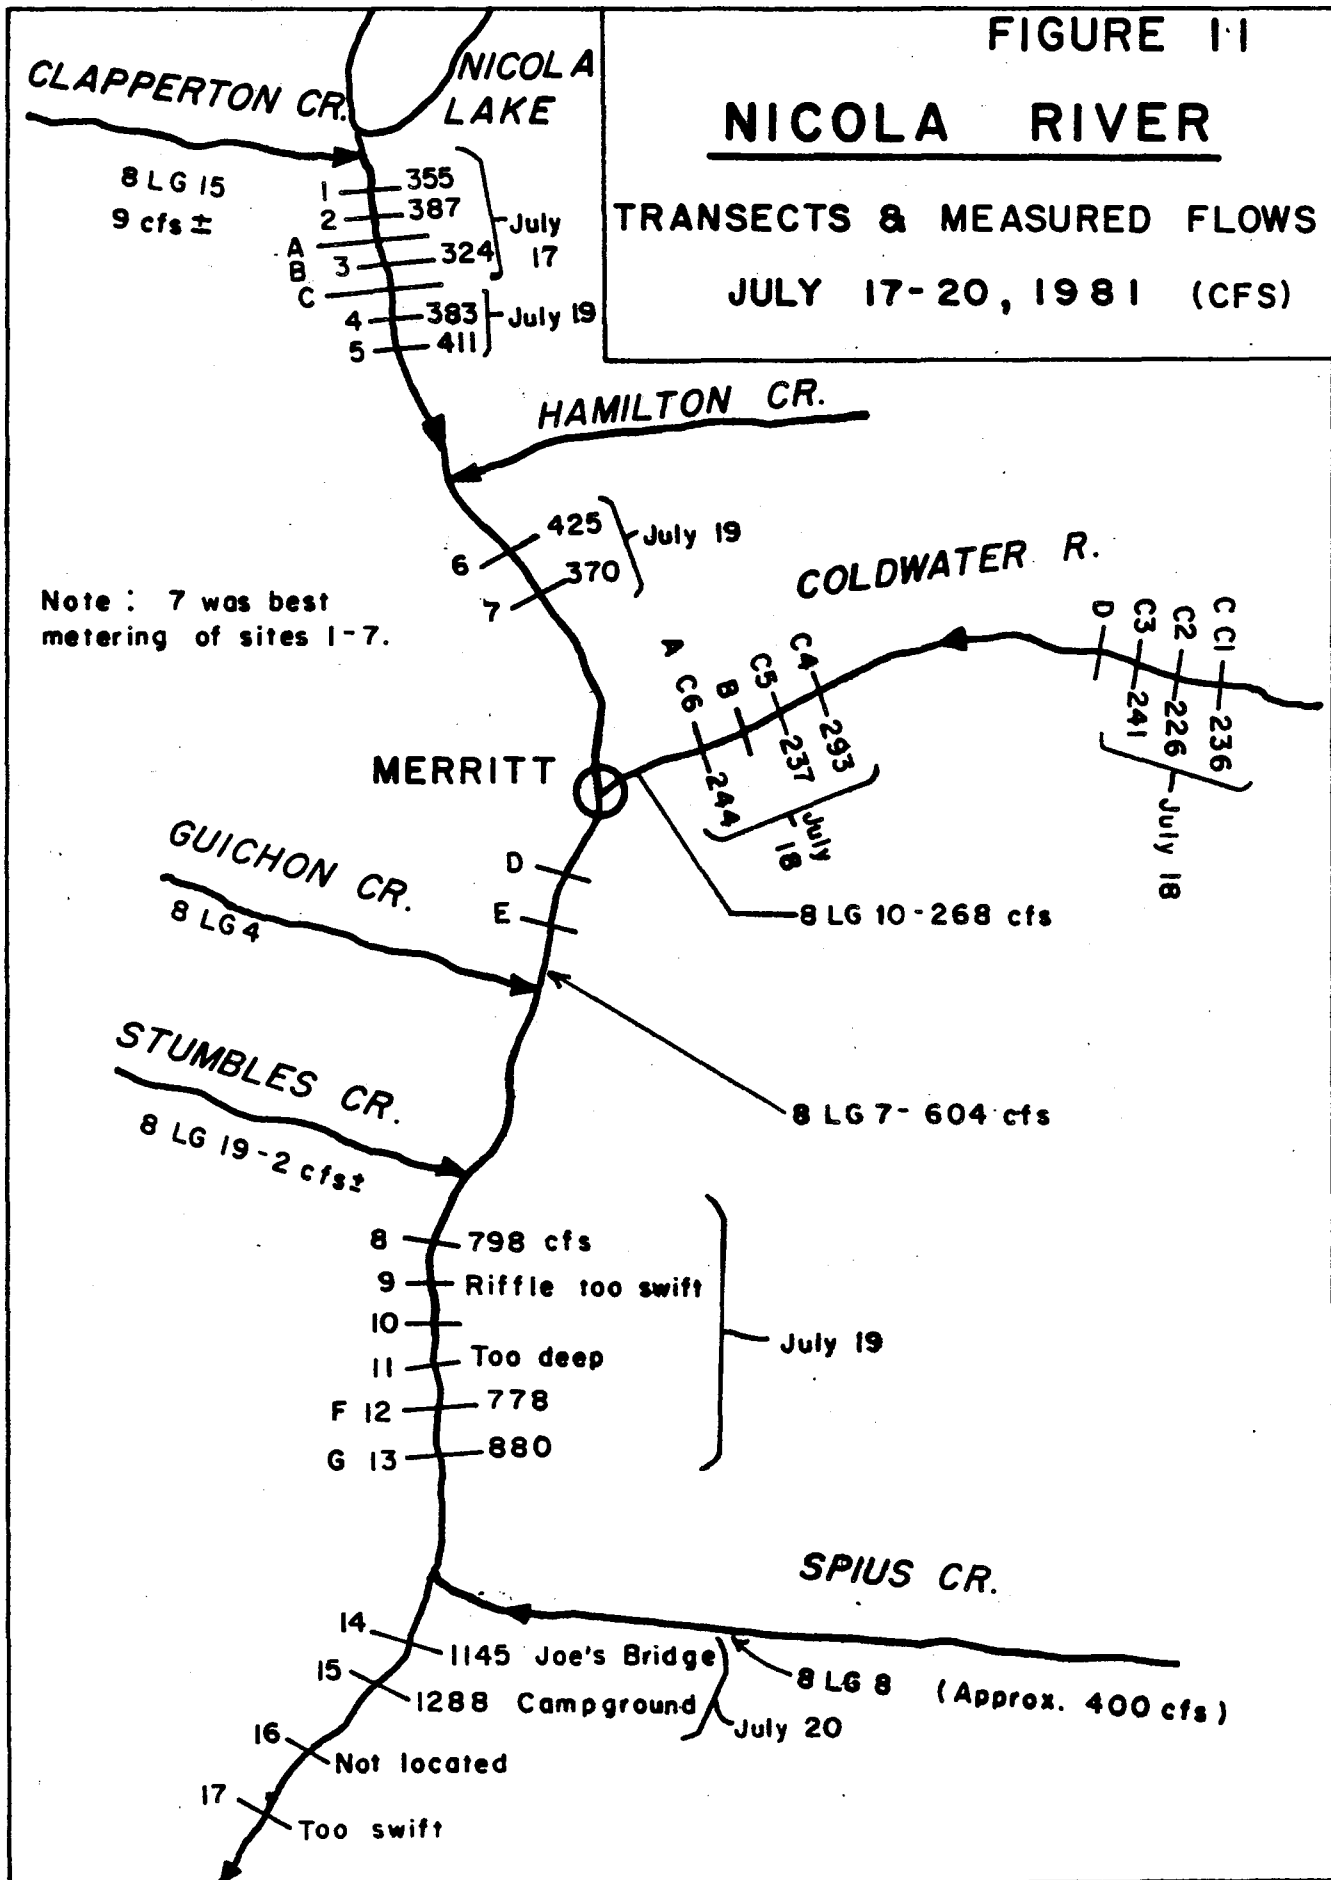 FIGURE 11
NICOLA RIVER
TRANSECTS & MEASURED FLOWS
JULY 17-20, 1981 (CFS)
NICOLA
LAKE
CLAPPERTON CR.
8 LG 15
9 cfs ±
1 355
2 387
A
B 3 324
July
17
C
4 383
5 411
July 19
HAMILTON CR.
6 425
7 370
July 19
Note : 7 was best
metering of sites 1-7.
COLDWATER R.
C C1 236
C2 226
C3 241
D
July 18
C4 293
C5 237
B
A C6 244
July
18
MERRITT
8 LG 10 - 268 cfs
D
E
GUICHON CR.
8 LG 4
8 LG 7 - 604 cfs
STUMBLES CR.
8 LG 19 - 2 cfs ±
8 798 cfs
9 Riffle too swift
10
11 Too deep
F 12 778
G 13 880
July 19
SPIUS CR.
8 LG 8 (Approx. 400 cfs)
14 1145 Joe's Bridge
15 1288 Campground
July 20
16 Not located
17 Too swift